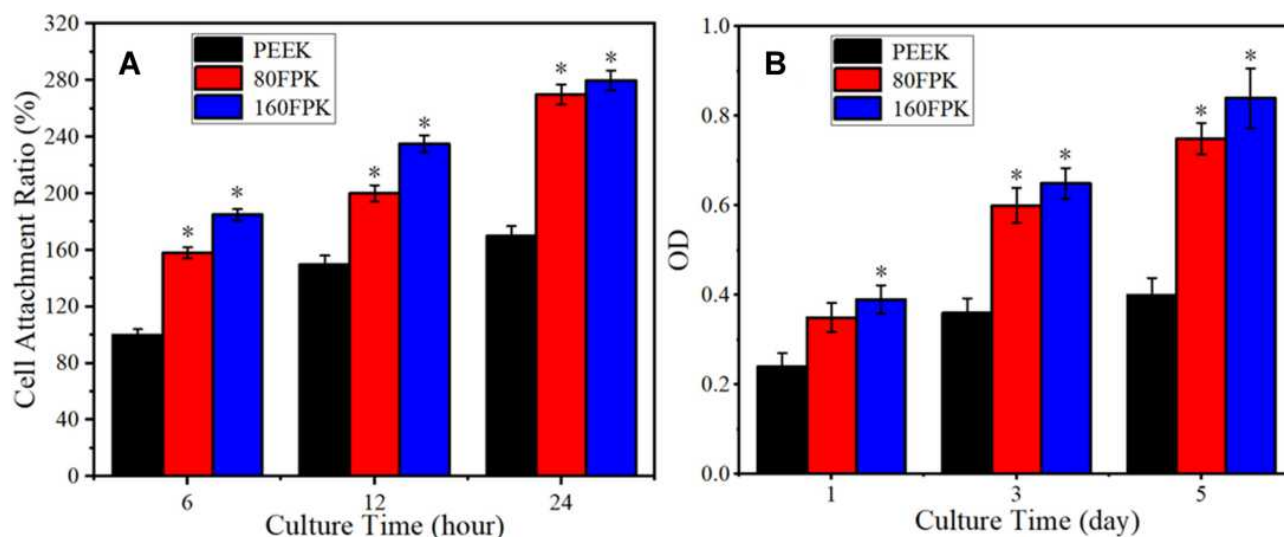 A
PEEK
80FPK
160FPK
Cell Attachment Ratio (%)
320
280
240
200
160
120
80
40
0
* * * * * *
6 12 24
Culture Time (hour)
B
PEEK
80FPK
160FPK
OD
1.0
0.8
0.6
0.4
0.2
0.0
* * * * *
1 3 5
Culture Time (day)